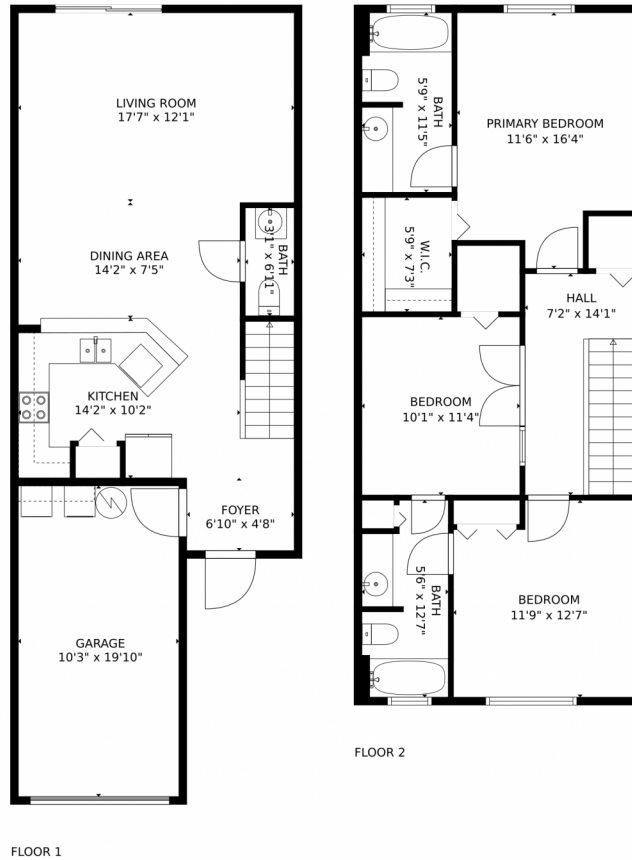 LIVING ROOM
17'7" x 12'1"
DINING AREA
14'2" x 7'5"
BATH
3'1" x 6'11"
KITCHEN
14'2" x 10'2"
FOYER
6'10" x 4'8"
GARAGE
10'3" x 19'10"
FLOOR 1
BATH
5'9" x 11'5"
PRIMARY BEDROOM
11'6" x 16'4"
W.I.C.
5'9" x 7'3"
HALL
7'2" x 14'1"
BEDROOM
10'1" x 11'4"
BATH
5'6" x 12'7"
BEDROOM
11'9" x 12'7"
FLOOR 2